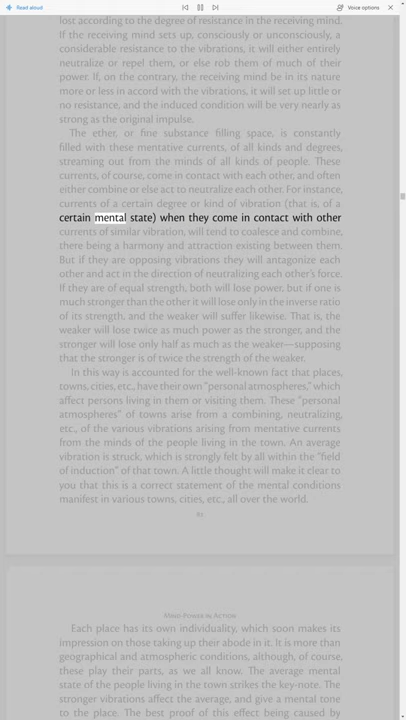 Read aloud
Voice options
lost according to the degree of resistance in the receiving mind.
If the receiving mind sets up, consciously or unconsciously, a
considerable resistance to the vibrations, it will either entirely
neutralize or repel them, or else rob them of much of their
power. If, on the contrary, the receiving mind be in its nature
more or less in accord with the vibrations, it will set up little or
no resistance, and the induced condition will be very nearly as
strong as the original impulse.
The ether, or fine substance filling space, is constantly
filled with these mentative currents, of all kinds and degrees,
streaming out from the minds of all kinds of people. These
currents, of course, come in contact with each other, and often
either combine or else act to neutralize each other. For instance,
currents of a certain degree or kind of vibration (that is, of a
certain mental state) when they come in contact with other
currents of similar vibration, will tend to coalesce and combine,
there being a harmony and attraction existing between them.
But if they are opposing vibrations they will antagonize each
other and act in the direction of neutralizing each other's force.
If they are of equal strength, both will lose power, but if one is
much stronger than the other it will lose only in the inverse ratio
of its strength, and the weaker will suffer likewise. That is, the
weaker will lose twice as much power as the stronger, and the
stronger will lose only half as much as the weaker—supposing
that the stronger is of twice the strength of the weaker.
In this way is accounted for the well-known fact that places,
towns, cities, etc., have their own "personal atmospheres," which
affect persons living in them or visiting them. These "personal
atmospheres" of towns arise from a combining, neutralizing,
etc., of the various vibrations arising from mentative currents
from the minds of the people living in the town. An average
vibration is struck, which is strongly felt by all within the "field
of induction" of that town. A little thought will make it clear to
you that this is a correct statement of the mental conditions
manifest in various towns, cities, etc., all over the world.
Mind-Power in Action
Each place has its own individuality, which soon makes its
impression on those taking up their abode in it. It is more than
geographical and atmospheric conditions, although, of course,
these play their parts, as we all know. The average mental
state of the people living in the town strikes the key-note. The
stronger vibrations affect the average, and give a mental tone
to the place. The best proof of this effect being caused by